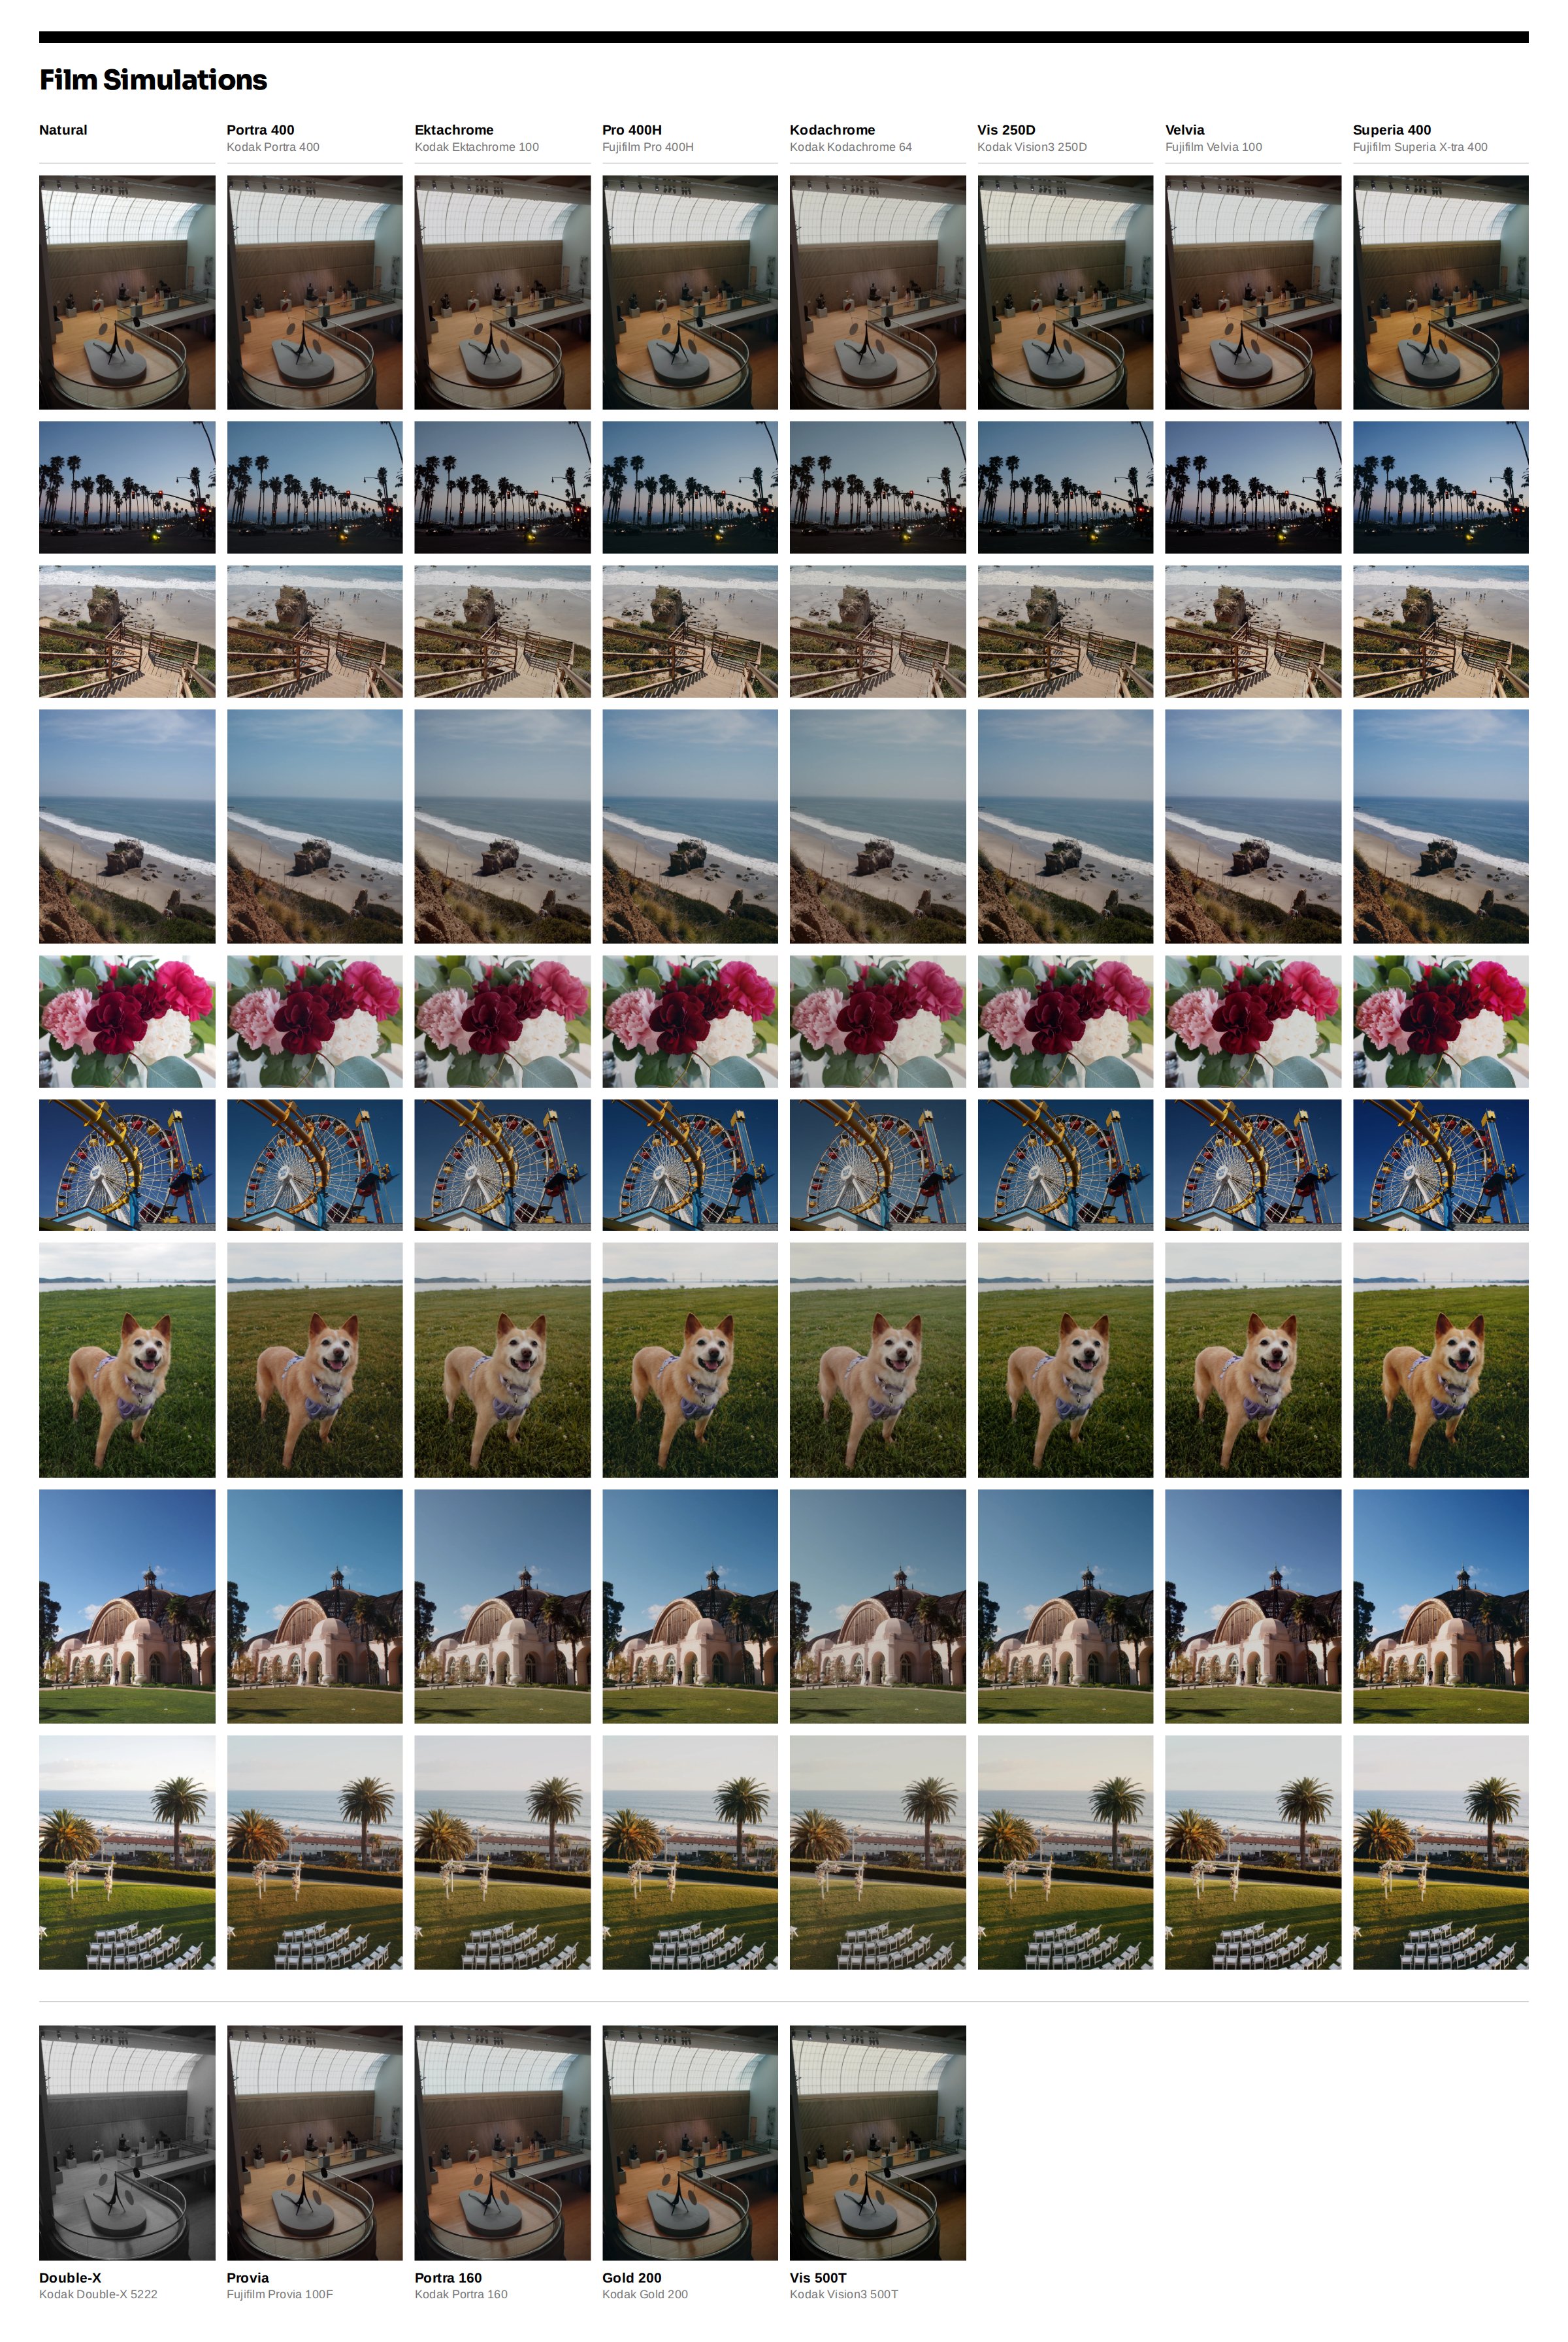 Film Simulations
Natural
Portra 400
Kodak Portra 400
Ektachrome
Kodak Ektachrome 100
Pro 400H
Fujifilm Pro 400H
Kodachrome
Kodak Kodachrome 64
Vis 250D
Kodak Vision3 250D
Velvia
Fujifilm Velvia 100
Superia 400
Fujifilm Superia X-tra 400
Double-X
Kodak Double-X 5222
Provia
Fujifilm Provia 100F
Portra 160
Kodak Portra 160
Gold 200
Kodak Gold 200
Vis 500T
Kodak Vision3 500T